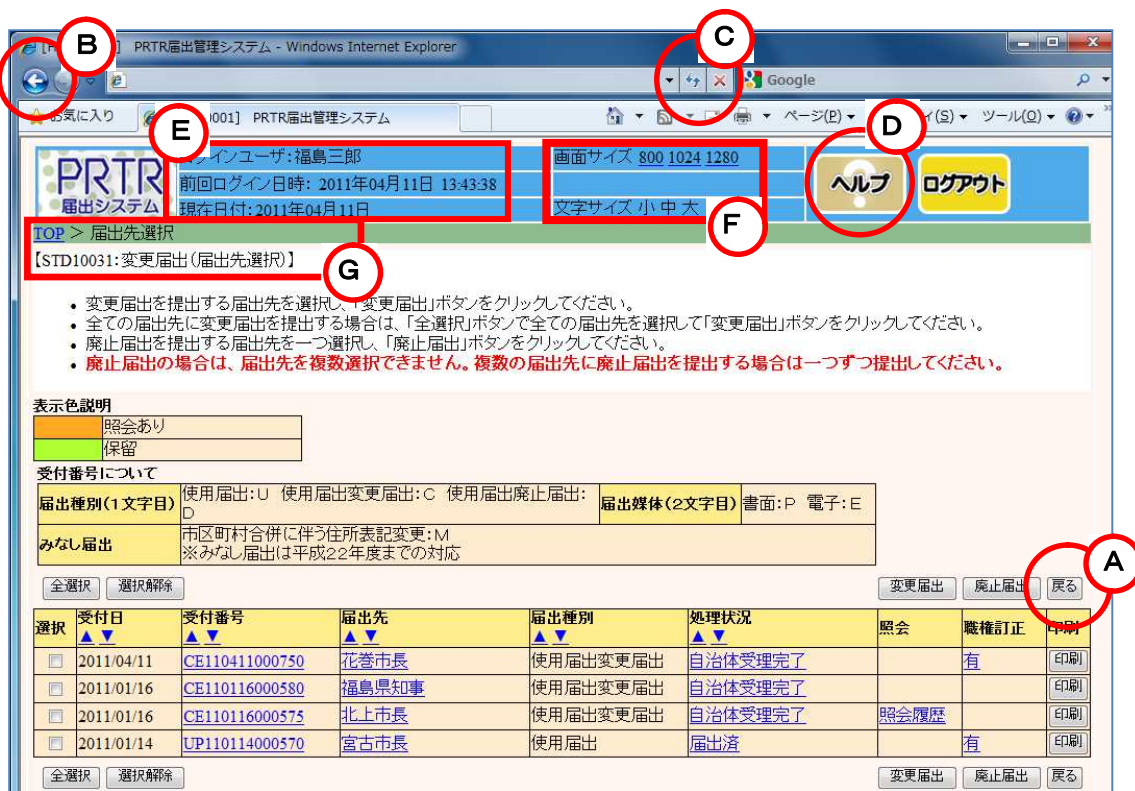 B
C
PRTR届出管理システム - Windows Internet Explorer
Google
お気に入り
0001] PRTR届出管理システム
ページ(P)
(S)
ツール(O)
D
E
PRTR
届出システム
ログインユーザ:福島三郎
前回ログイン日時: 2011年04月11日 13:43:38
現在日付:2011年04月11日
画面サイズ 800 1024 1280
文字サイズ 小 中 大
ヘルプ
ログアウト
F
TOP > 届出先選択
【STD10031:変更届出(届出先選択)】
G
• 変更届出を提出する届出先を選択し、「変更届出」ボタンをクリックしてください。
• 全ての届出先に変更届出を提出する場合は、「全選択」ボタンで全ての届出先を選択して「変更届出」ボタンをクリックしてください。
• 廃止届出を提出する届出先を一つ選択し、「廃止届出」ボタンをクリックしてください。
• 廃止届出の場合は、届出先を複数選択できません。複数の届出先に廃止届出を提出する場合は一つずつ提出してください。
表示色説明
照会あり
保留
受付番号について
届出種別(1文字目) 使用届出:U 使用届出変更届出:C 使用届出廃止届出:
D
届出媒体(2文字目) 書面:P 電子:E
みなし届出 市区町村合併に伴う住所表記変更:M
※みなし届出は平成22年度までの対応
A
全選択 選択解除 変更届出 廃止届出 戻る
選択 受付日 受付番号 届出先 届出種別 処理状況 照会 職権訂正 印刷
▲ ▼ ▲ ▼ ▲ ▼ ▲ ▼ ▲ ▼
2011/04/11 CE110411000750 花巻市長 使用届出変更届出 自治体受理完了 有 印刷
2011/01/16 CE110116000580 福島県知事 使用届出変更届出 自治体受理完了 印刷
2011/01/16 CE110116000575 北上市長 使用届出変更届出 自治体受理完了 照会履歴 印刷
2011/01/14 UP110114000570 宮古市長 使用届出 届出済 有 印刷
全選択 選択解除 変更届出 廃止届出 戻る